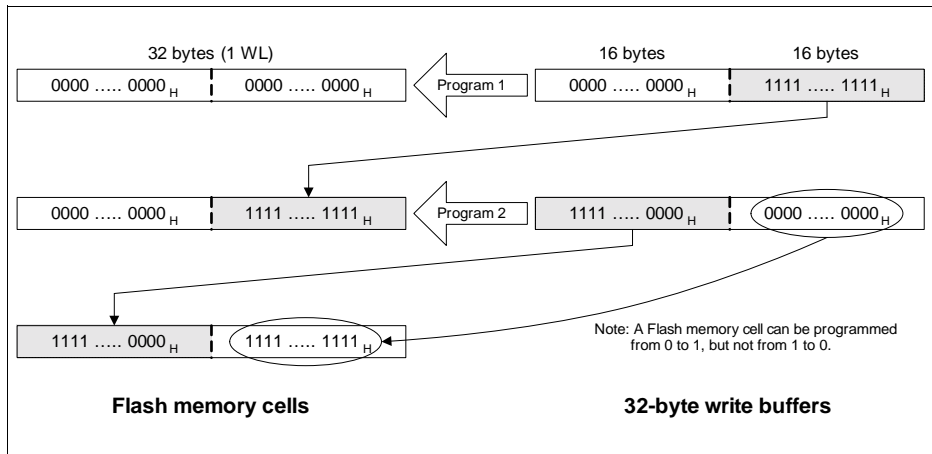 32 bytes (1 WL) 16 bytes 16 bytes
0000 ..... 0000 H 0000 ..... 0000 H Program 1 0000 ..... 0000 H 1111 ..... 1111 H
0000 ..... 0000 H 1111 ..... 1111 H Program 2 1111 ..... 0000 H 0000 ..... 0000 H
1111 ..... 0000 H 1111 ..... 1111 H
Note: A Flash memory cell can be programmed
from 0 to 1, but not from 1 to 0.
Flash memory cells 32-byte write buffers